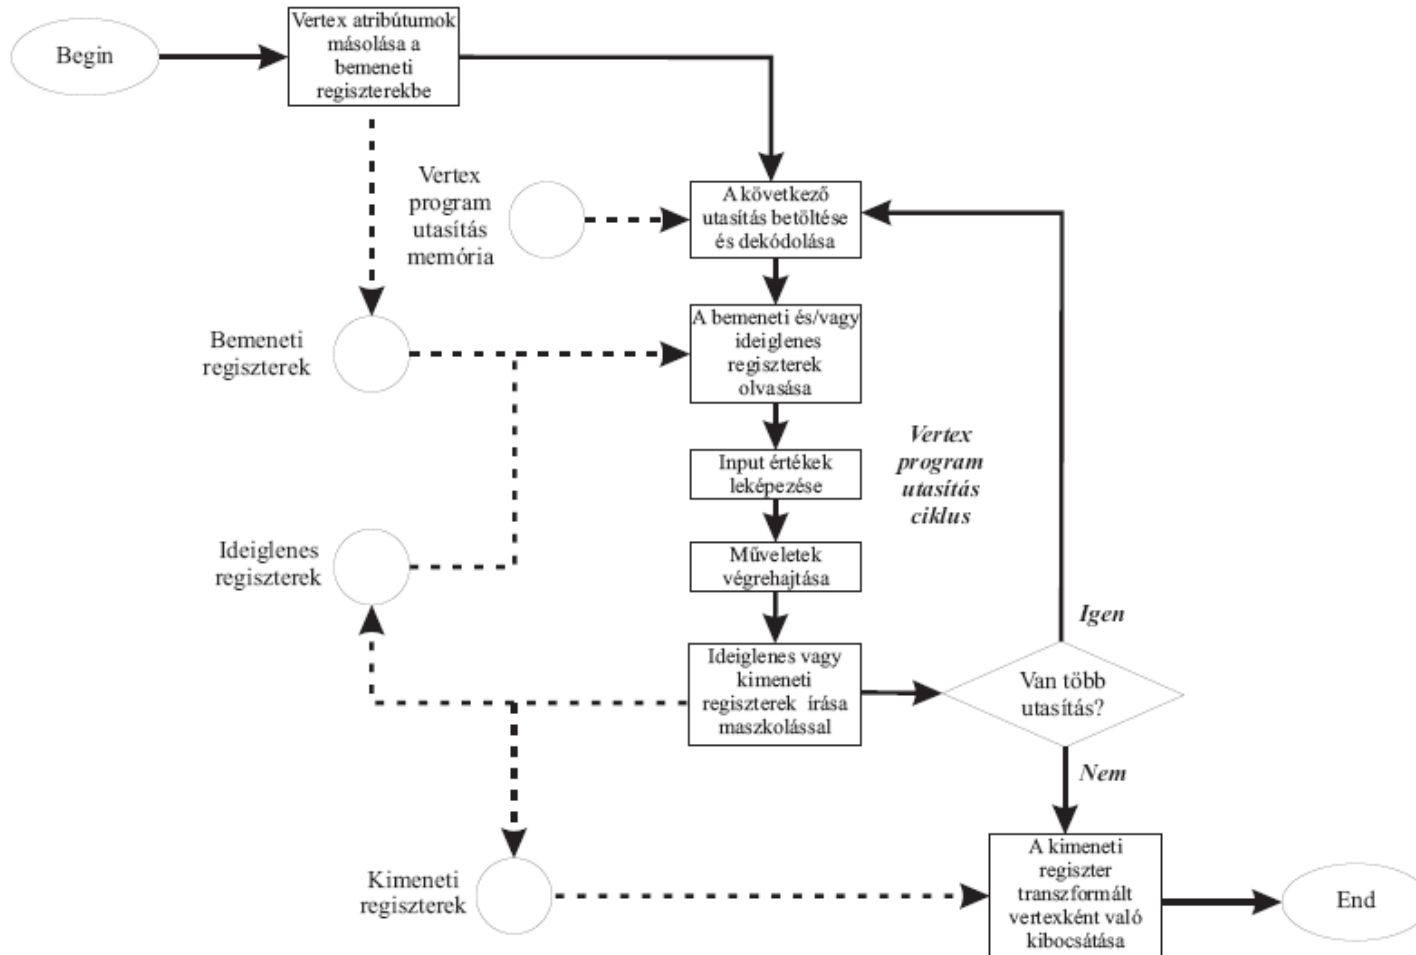 Begin
Vertex atribútumok
másolása a
bemeneti
regiszterekbe
Vertex
program
utasítás
memória
A következő
utasítás betöltése
és dekódolása
Bemeneti
regiszterek
A bemeneti és/vagy
ideiglenes
regiszterek
olvasása
Input értékek
leképezése
Vertex
program
utasítás
ciklus
Ideiglenes
regiszterek
Műveletek
végrehajtása
Igen
Ideiglenes vagy
kimeneti
regiszterek írása
maszkolással
Van több
utasítás?
Nem
Kimeneti
regiszterek
A kimeneti
regiszter
transzformált
vertexként való
kibocsátása
End